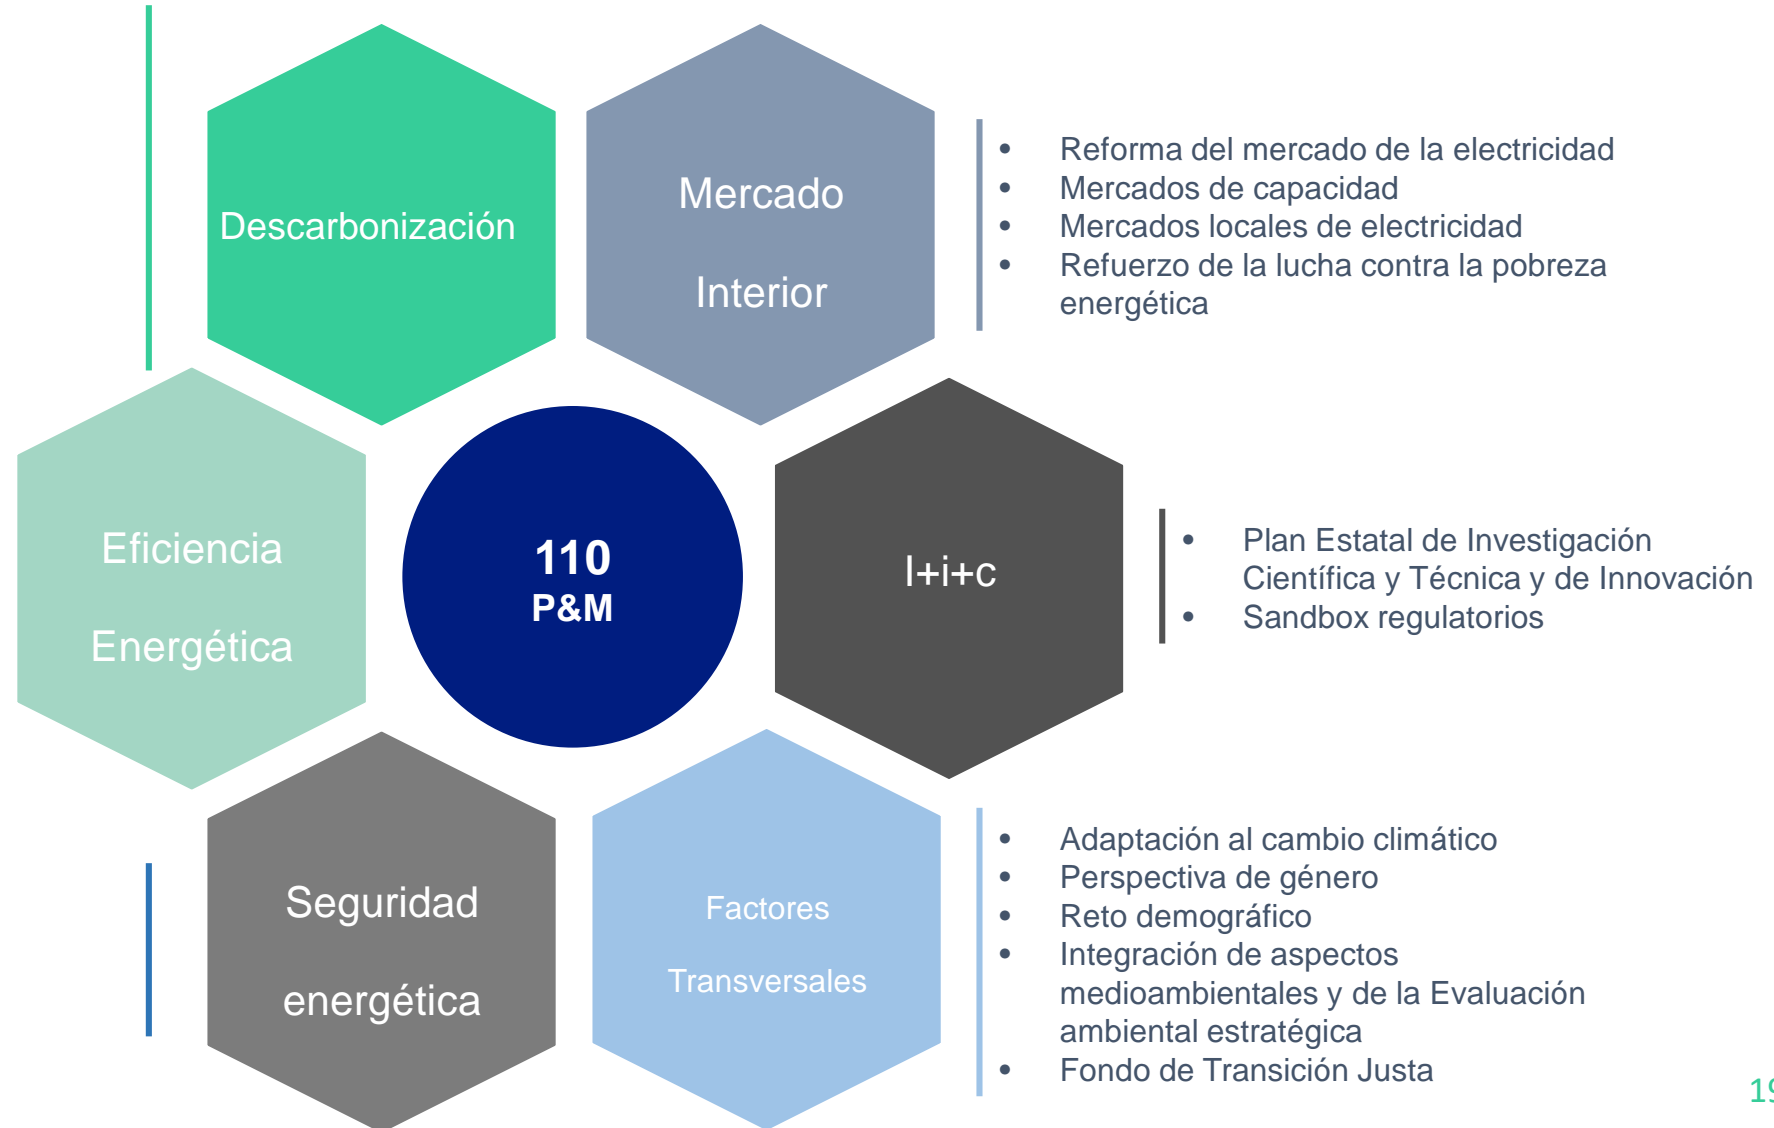 Descarbonización
Mercado
Interior
• Reforma del mercado de la electricidad
• Mercados de capacidad
• Mercados locales de electricidad
• Refuerzo de la lucha contra la pobreza
energética
Eficiencia
Energética
110
P&M
I+i+c
• Plan Estatal de Investigación
Científica y Técnica y de Innovación
• Sandbox regulatorios
Seguridad
energética
Factores
Transversales
• Adaptación al cambio climático
• Perspectiva de género
• Reto demográfico
• Integración de aspectos
medioambientales y de la Evaluación
ambiental estratégica
• Fondo de Transición Justa
19